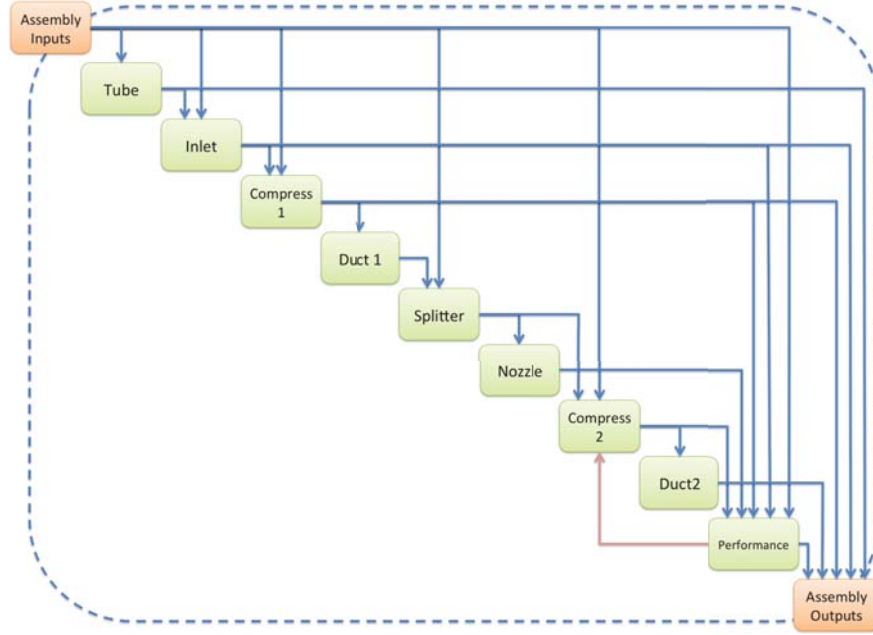 Assembly
Inputs
Tube
Inlet
Compress
1
Duct 1
Splitter
Nozzle
Compress
2
Duct2
Performance
Assembly
Outputs